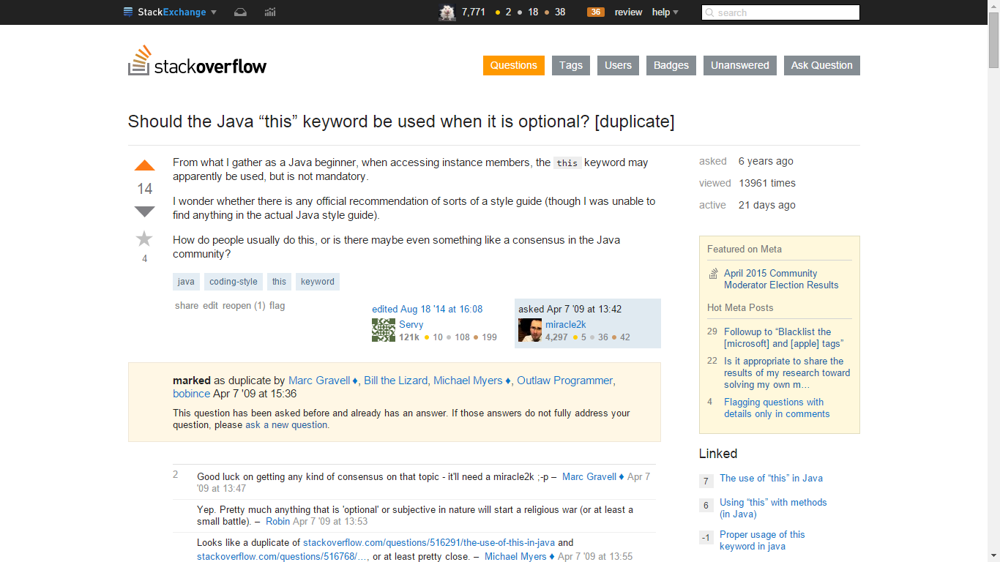 StackExchange 7,771 2 18 38 36 review help search
stackoverflow
Questions Tags Users Badges Unanswered Ask Question
Should the Java “this” keyword be used when it is optional? [duplicate]
14
4
From what I gather as a Java beginner, when accessing instance members, the this keyword may
apparently be used, but is not mandatory.
I wonder whether there is any official recommendation of sorts of a style guide (though I was unable to
find anything in the actual Java style guide).
How do people usually do this, or is there maybe even something like a consensus in the Java
community?
java coding-style this keyword
share edit reopen (1) flag
edited Aug 18 '14 at 16:08
Servy
121k 10 108 199
asked Apr 7 '09 at 13:42
miracle2k
4,297 5 36 42
marked as duplicate by Marc Gravell ♦, Bill the Lizard, Michael Myers ♦, Outlaw Programmer,
bobince Apr 7 '09 at 15:36
This question has been asked before and already has an answer. If those answers do not fully address your
question, please ask a new question.
2
Good luck on getting any kind of consensus on that topic - it'll need a miracle2k ;-p – Marc Gravell ♦ Apr 7
'09 at 13:47
Yep. Pretty much anything that is 'optional' or subjective in nature will start a religious war (or at least a
small battle). – Robin Apr 7 '09 at 13:53
Looks like a duplicate of stackoverflow.com/questions/516291/the-use-of-this-in-java and
stackoverflow.com/questions/516768/…, or at least pretty close. – Michael Myers ♦ Apr 7 '09 at 13:55
asked 6 years ago
viewed 13961 times
active 21 days ago
Featured on Meta
April 2015 Community
Moderator Election Results
Hot Meta Posts
29 Followup to “Blacklist the
[microsoft] and [apple] tags”
22 Is it appropriate to share the
results of my research toward
solving my own m…
4 Flagging questions with
details only in comments
Linked
7 The use of “this” in Java
6 Using “this” with methods
(in Java)
-1 Proper usage of this
keyword in java